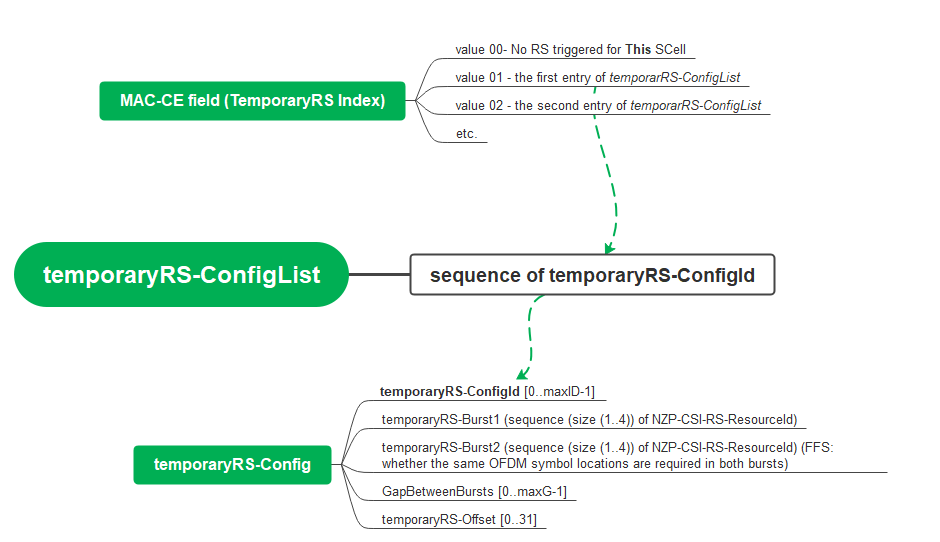 value 00- No RS triggered for This SCell
value 01 - the first entry of temporarRS-ConfigList
MAC-CE field (TemporaryRS Index)
value 02 - the second entry of temporarRS-ConfigList
etc.
temporaryRS-ConfigList
sequence of temporaryRS-ConfigId
temporaryRS-ConfigId [0..maxID-1]
temporaryRS-Burst1 (sequence (size (1..4)) of NZP-CSI-RS-ResourceId)
temporaryRS-Burst2 (sequence (size (1..4)) of NZP-CSI-RS-ResourceId) (FFS:
whether the same OFDM symbol locations are required in both bursts)
temporaryRS-Config
GapBetweenBursts [0..maxG-1]
temporaryRS-Offset [0..31]